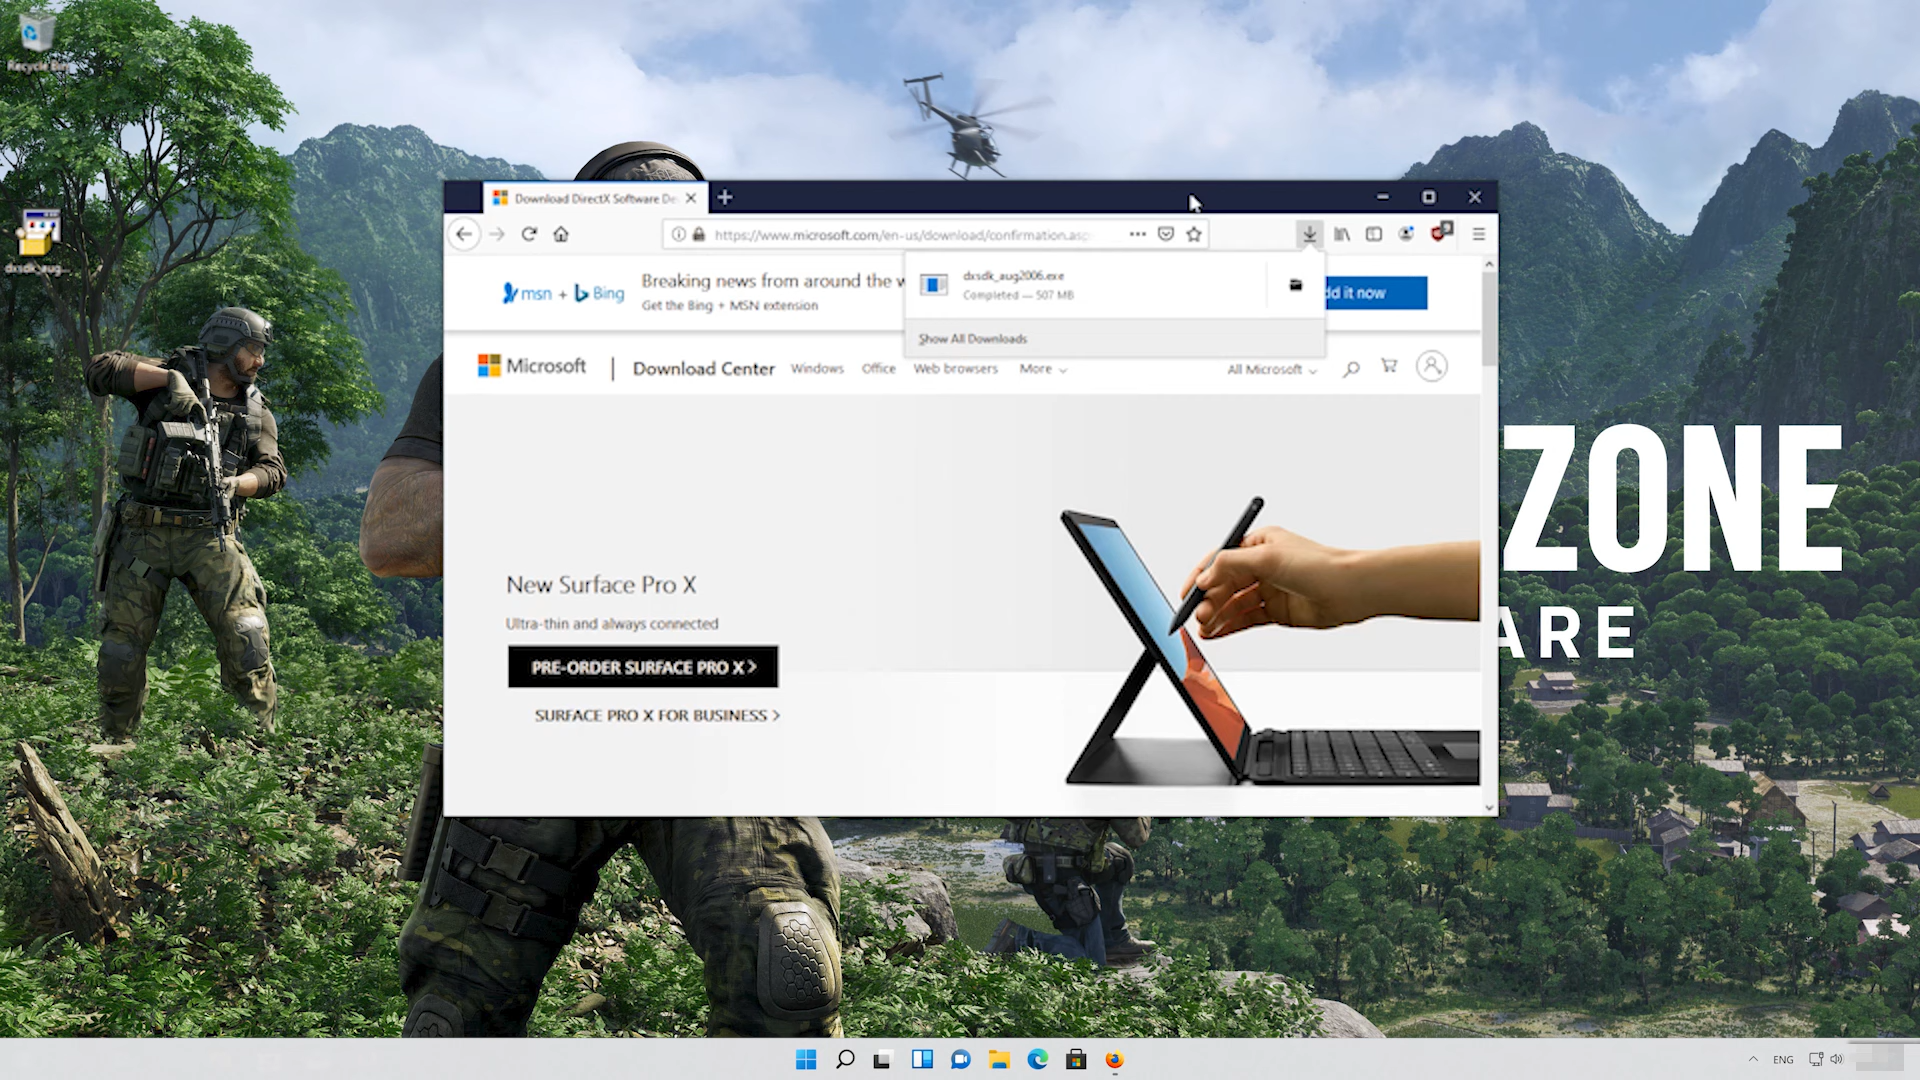 Recycle Bin
dxsdk_aug...
Download DirectX Software De
https://www.microsoft.com/en-us/download/confirmation.asp
dxsdk_aug2006.exe
Completed — 507 MB
Show All Downloads
msn + Bing
Breaking news from around the w
Get the Bing + MSN extension
dd it now
Microsoft | Download Center Windows Office Web browsers More All Microsoft
New Surface Pro X
Ultra-thin and always connected
PRE-ORDER SURFACE PRO X >
SURFACE PRO X FOR BUSINESS >
ZONE
ARE
ENG